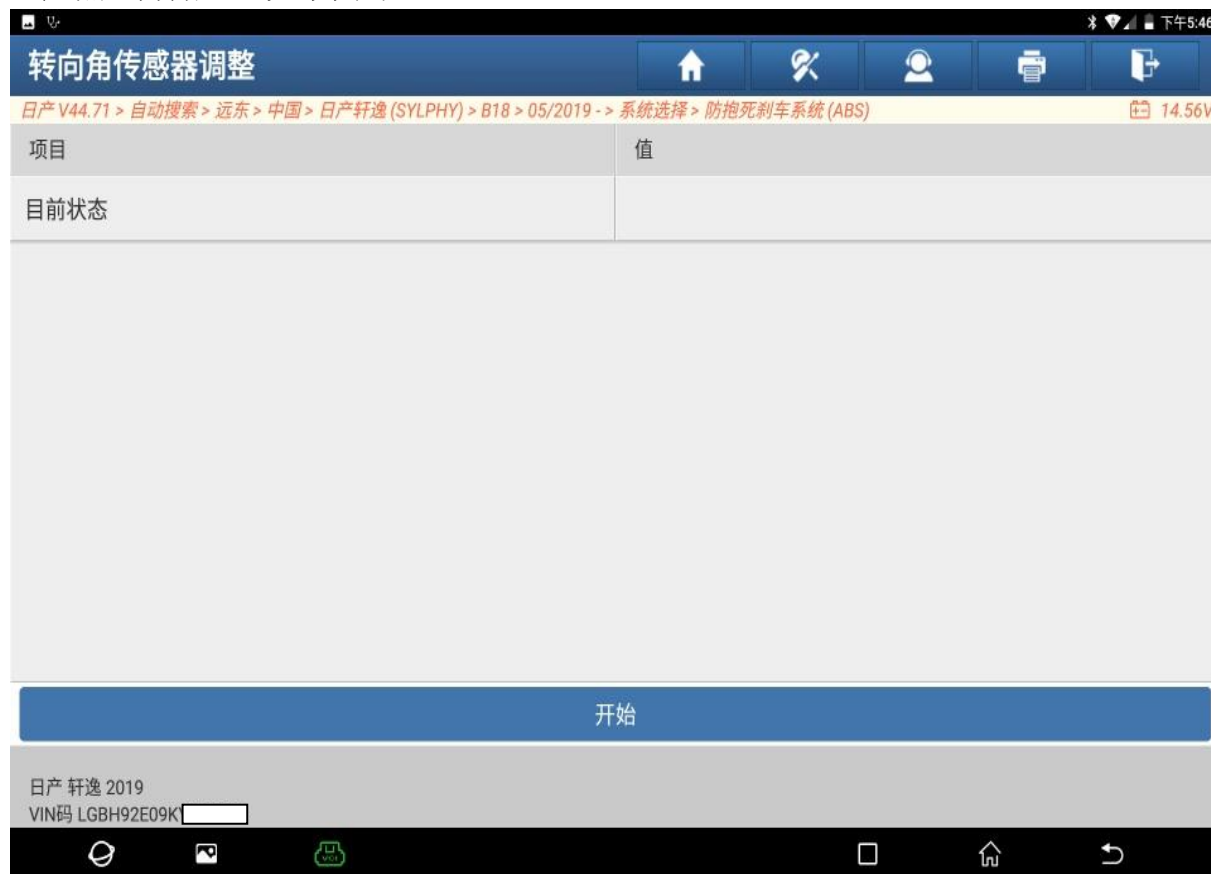 下午5:46
转向角传感器调整
日产 V44.71 > 自动搜索 > 远东 > 中国 > 日产轩逸 (SYLPHY) > B18 > 05/2019 - > 系统选择 > 防抱死刹车系统 (ABS) 14.56V
项目 值
目前状态
开始
日产 轩逸 2019
VIN码 LGBH92E09K
VCI